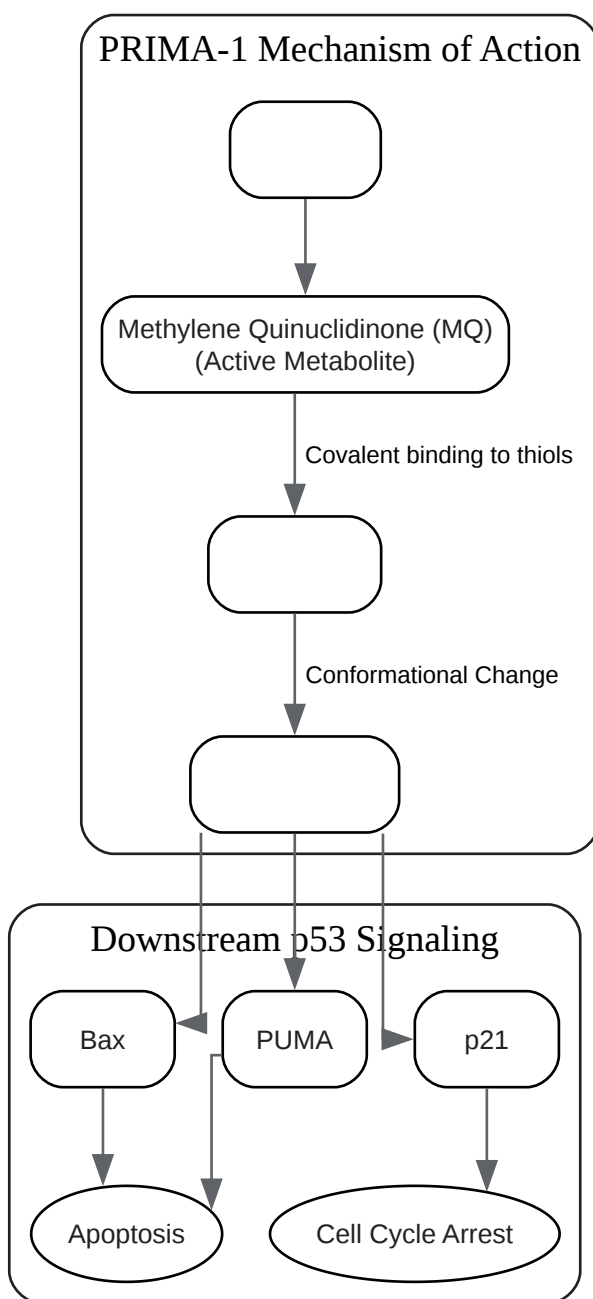 PRIMA-1 Mechanism of Action
Methylene Quinuclidinone (MQ)
(Active Metabolite)
Covalent binding to thiols
Conformational Change
Downstream p53 Signaling
Bax
PUMA
p21
Apoptosis
Cell Cycle Arrest